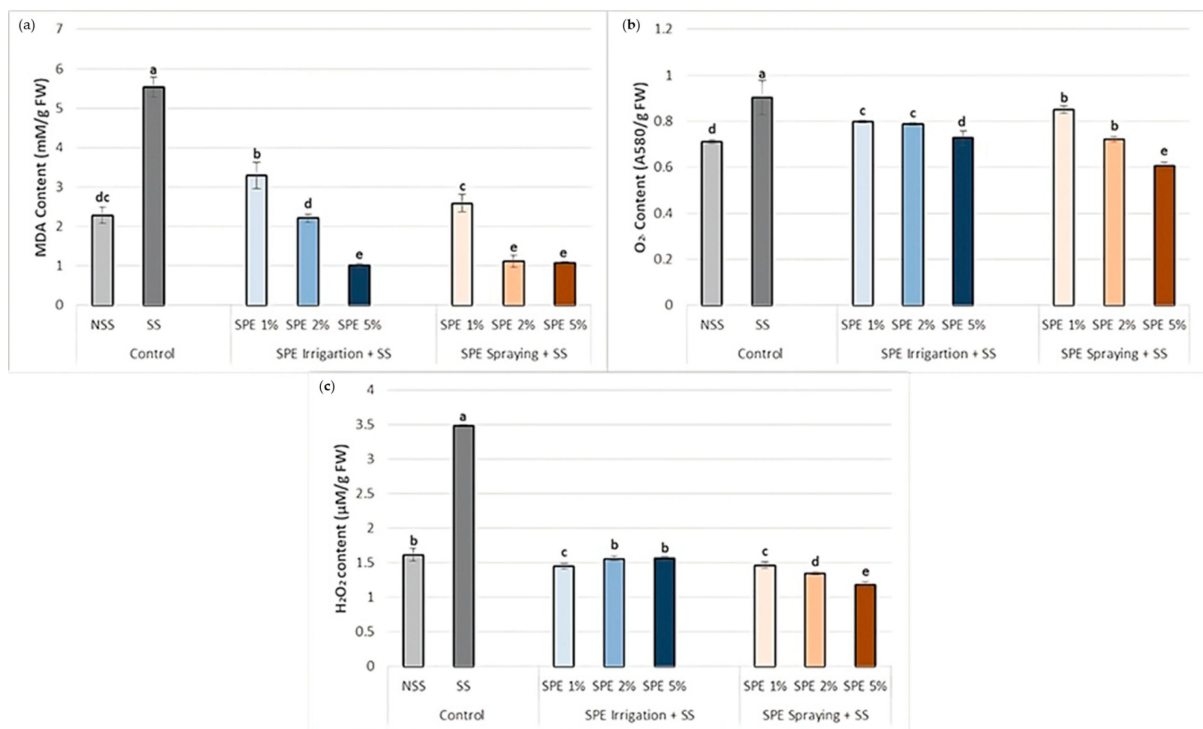 (a)
MDA Content (mM/g FW)
7
6
5
4
3
2
1
0
dc
a
b
d
e
c
e
e
NSS SS SPE 1% SPE 2% SPE 5% SPE 1% SPE 2% SPE 5%
Control SPE Irrigartion + SS SPE Spraying + SS
(b)
O₂ Content (A580/g FW)
1.2
1
0.8
0.6
0.4
0.2
0
d
a
c
c
d
b
b
e
NSS SS SPE 1% SPE 2% SPE 5% SPE 1% SPE 2% SPE 5%
Control SPE Irrigartion + SS SPE Spraying + SS
(c)
H₂O₂ content (µM/g FW)
4
3.5
3
2.5
2
1.5
1
0.5
0
b
a
c
b
b
c
d
e
NSS SS SPE 1% SPE 2% SPE 5% SPE 1% SPE 2% SPE 5%
Control SPE Irrigation + SS SPE Spraying + SS